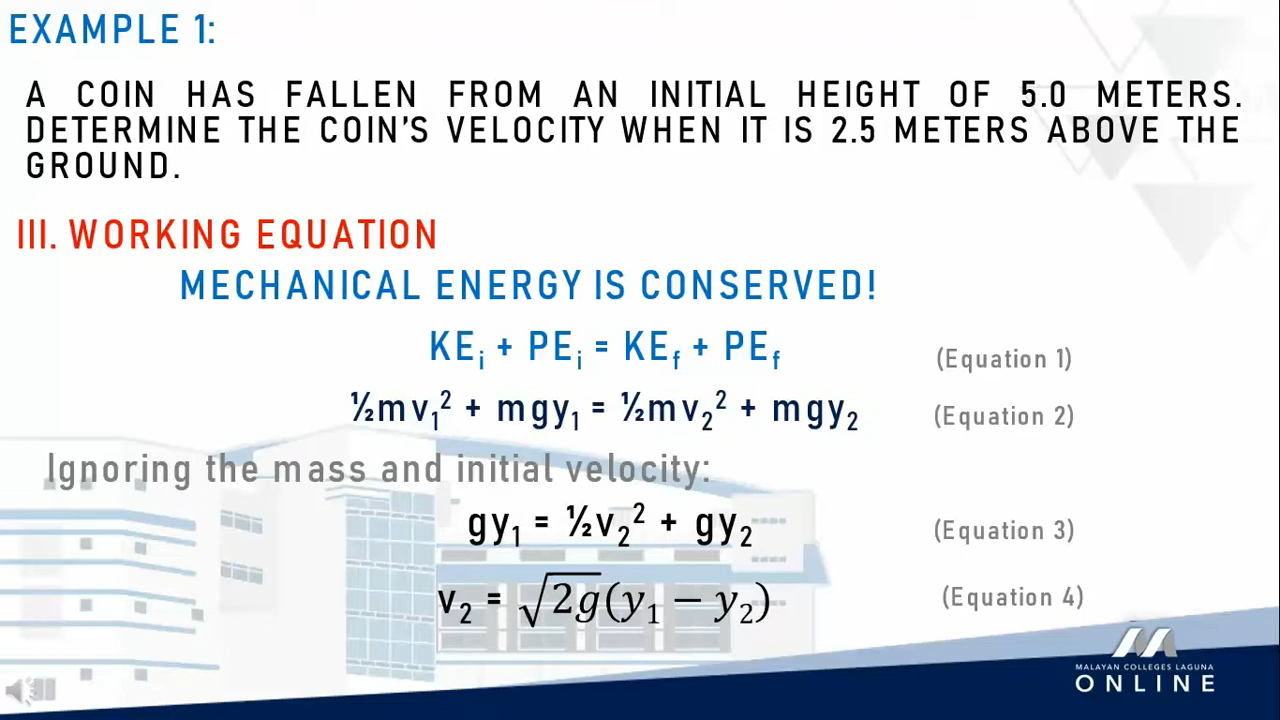 EXAMPLE 1:
A COIN HAS FALLEN FROM AN INITIAL HEIGHT OF 5.0 METERS.
DETERMINE THE COIN'S VELOCITY WHEN IT IS 2.5 METERS ABOVE THE
GROUND.
III. WORKING EQUATION
MECHANICAL ENERGY IS CONSERVED!
KEᵢ + PEᵢ = KE_f + PE_f (Equation 1)
½mv₁² + mgy₁ = ½mv₂² + mgy₂ (Equation 2)
Ignoring the mass and initial velocity:
gy₁ = ½v₂² + gy₂ (Equation 3)
v₂ = √2g(y₁ − y₂) (Equation 4)
MALAYAN COLLEGES LAGUNA
ONLINE